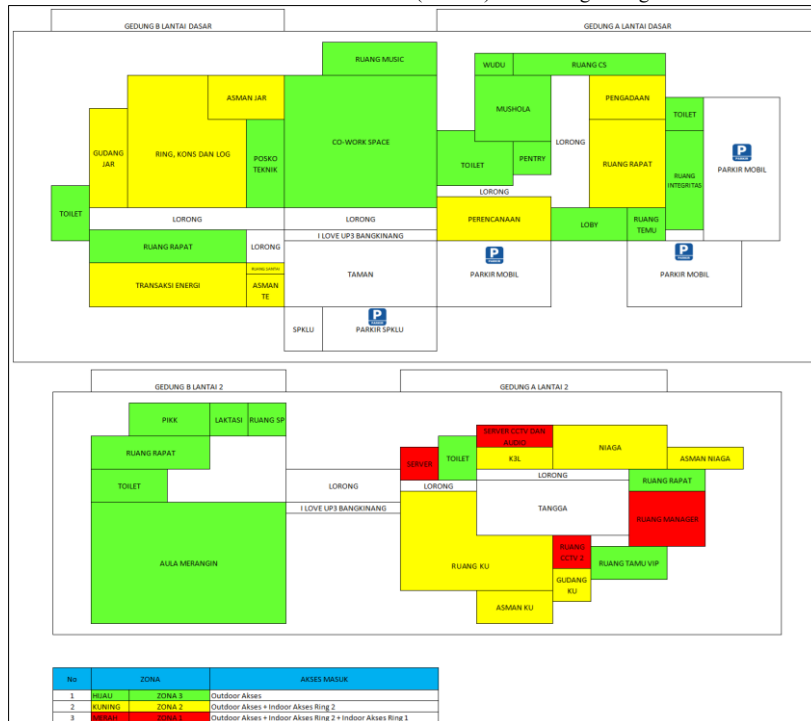 GEDUNG B LANTAI DASAR
GEDUNG A LANTAI DASAR
RUANG MUSIC
WUDU
RUANG CS
ASMAN JAR
PENGADAAN
MUSHOLA
TOILET
GUDANG
JAR
RING, KONS DAN LOG
POSKO
TEKNIK
CO-WORK SPACE
TOILET
PENTRY
LORONG
RUANG RAPAT
RUANG
INTEGRITAS
P
PARKIR
PARKIR MOBIL
TOILET
LORONG
LORONG
LORONG
PERENCANAAN
LOBY
RUANG
TEMU
I LOVE UP3 BANGKINANG
RUANG RAPAT
LORONG
TAMAN
P
PARKIR
PARKIR MOBIL
P
PARKIR
PARKIR MOBIL
TRANSAKSI ENERGI
ASMAN
TE
SPKLU
P
PARKIR
PARKIR SPKLU
GEDUNG B LANTAI 2
GEDUNG A LANTAI 2
PIKK
LAKTASI
RUANG SP
RUANG RAPAT
TOILET
LORONG
I LOVE UP3 BANGKINANG
AULA MERANGIN
SERVER CCTV DAN
AUDIO
NIAGA
SERVER
TOILET
K3L
ASMAN NIAGA
LORONG
LORONG
RUANG RAPAT
TANGGA
RUANG MANAGER
RUANG KU
RUANG
CCTV 2
RUANG TAMU VIP
GUDANG
KU
ASMAN KU
No ZONA AKSES MASUK
1 HIJAU ZONA 3 Outdoor Akses
2 KUNING ZONA 2 Outdoor Akses + Indoor Akses Ring 2
3 MERAH ZONA 1 Outdoor Akses + Indoor Akses Ring 2 + Indoor Akses Ring 1